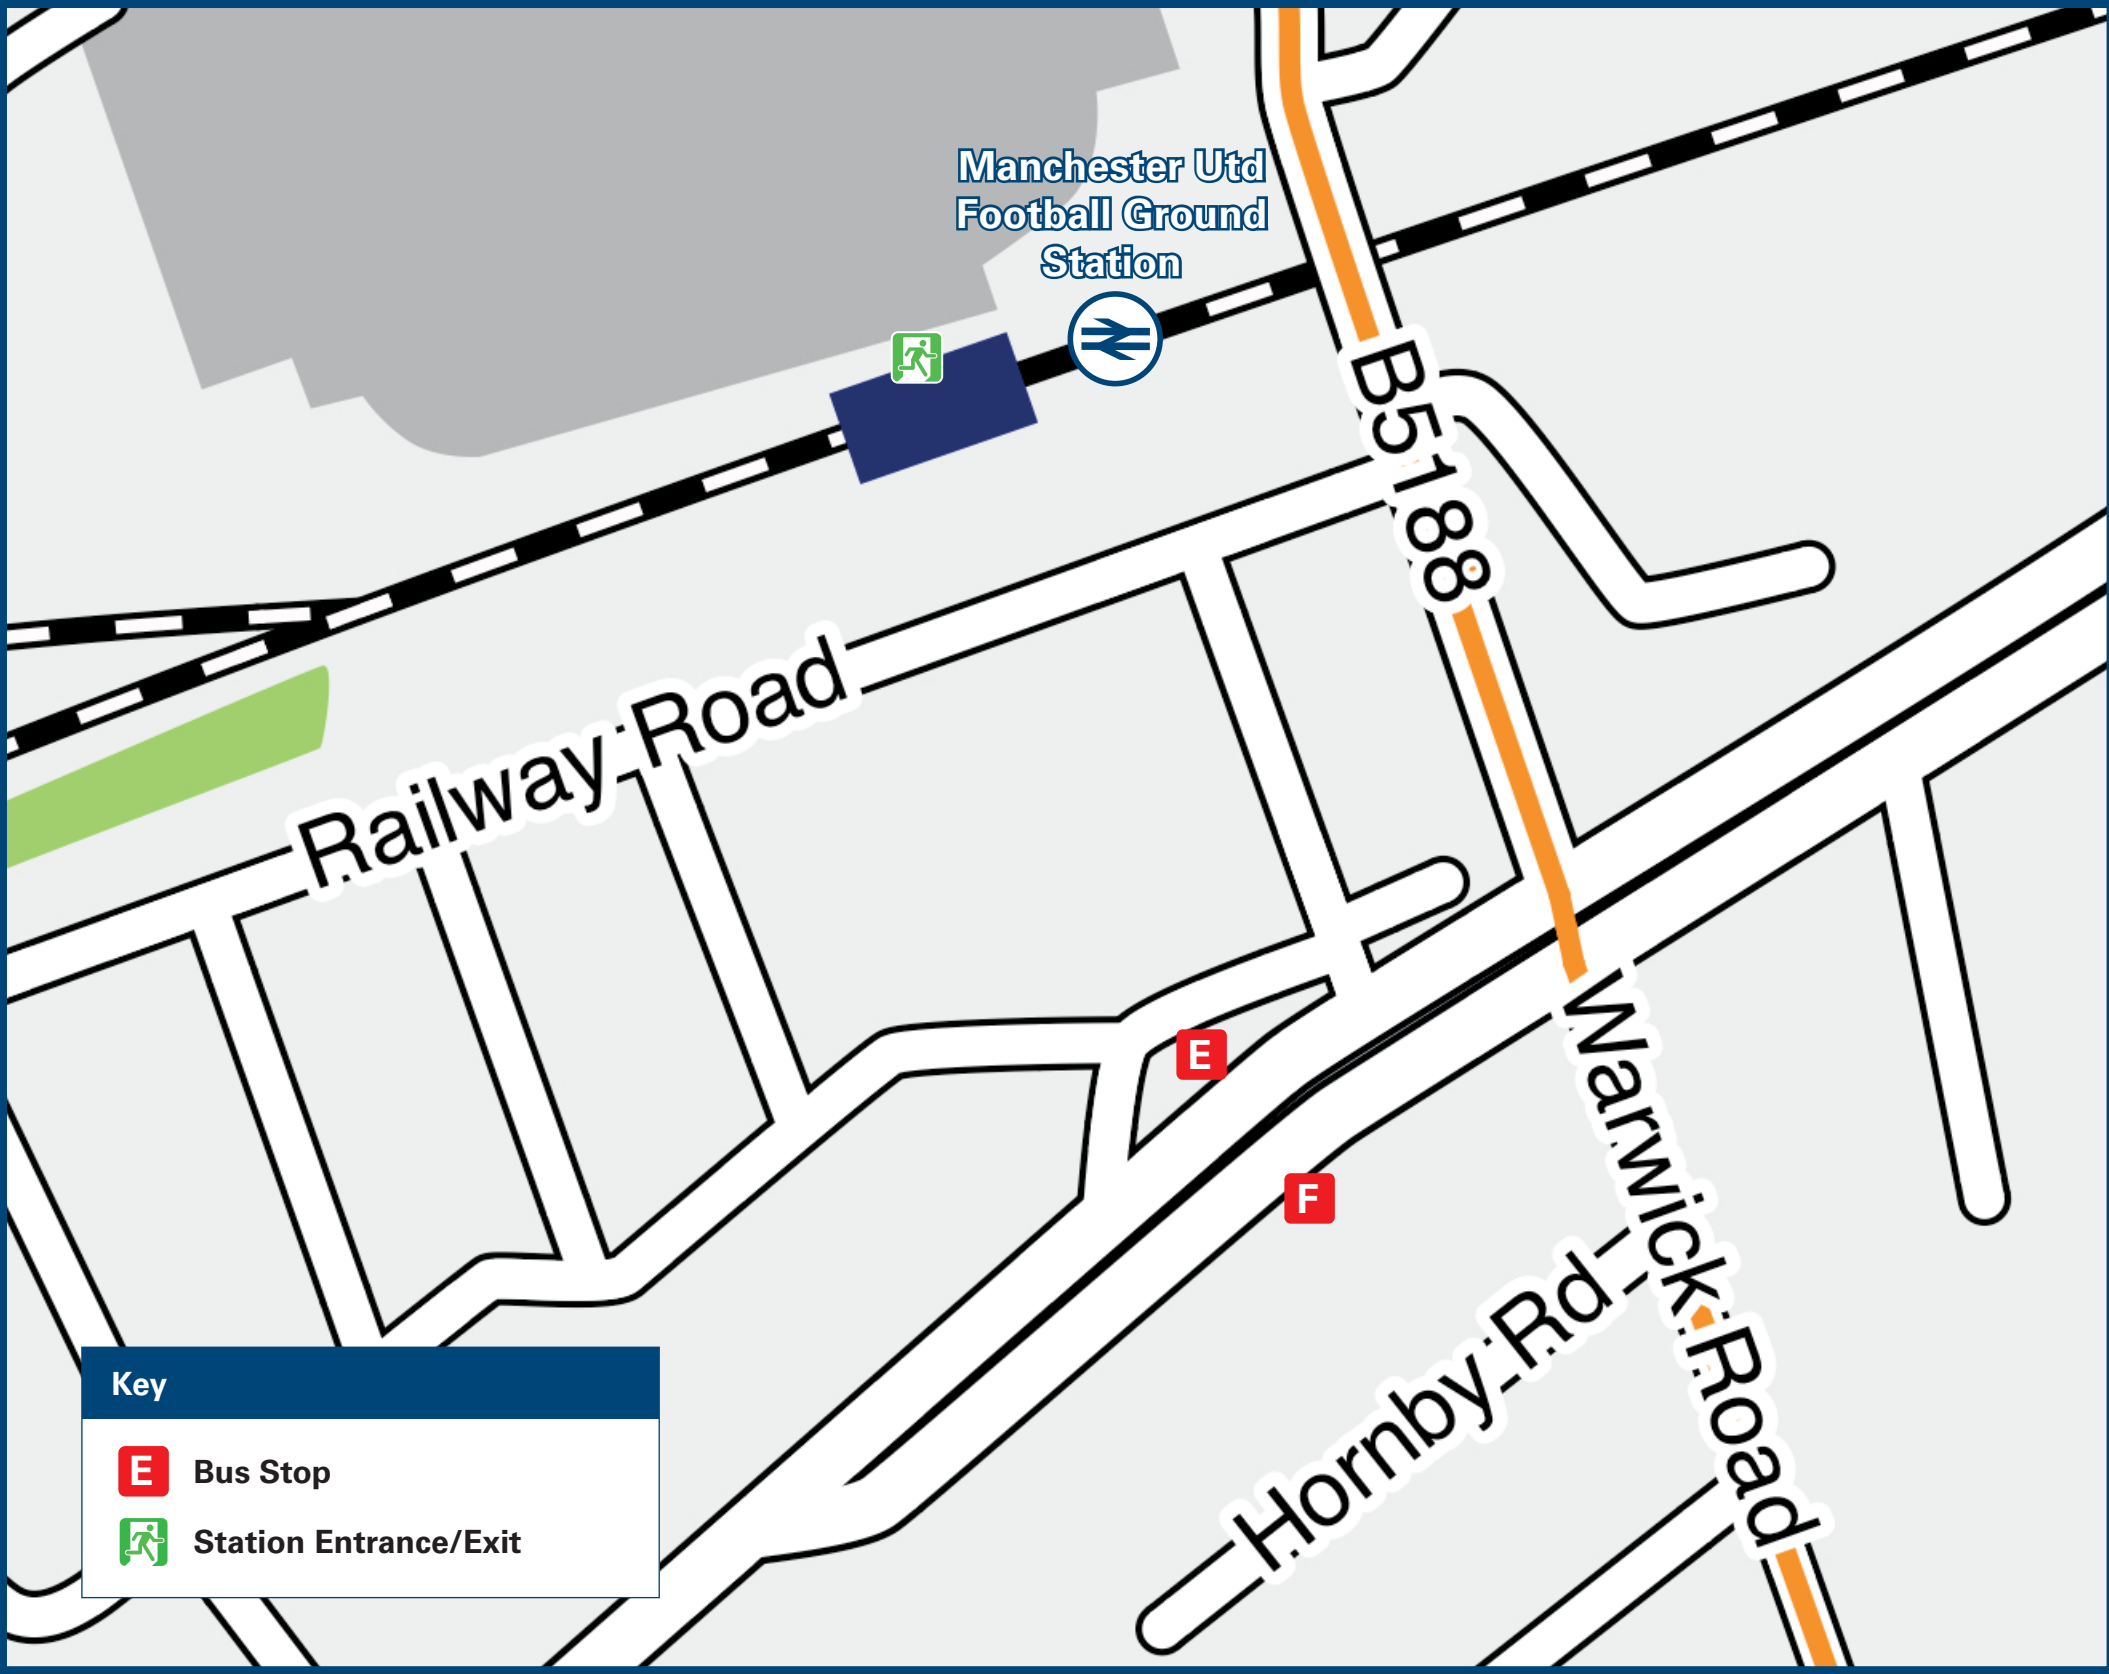 Manchester Utd
Football Ground
Station
B5188
Railway Road
E
F
Warwick Road
Hornby Rd
Key
E Bus Stop
Station Entrance/Exit